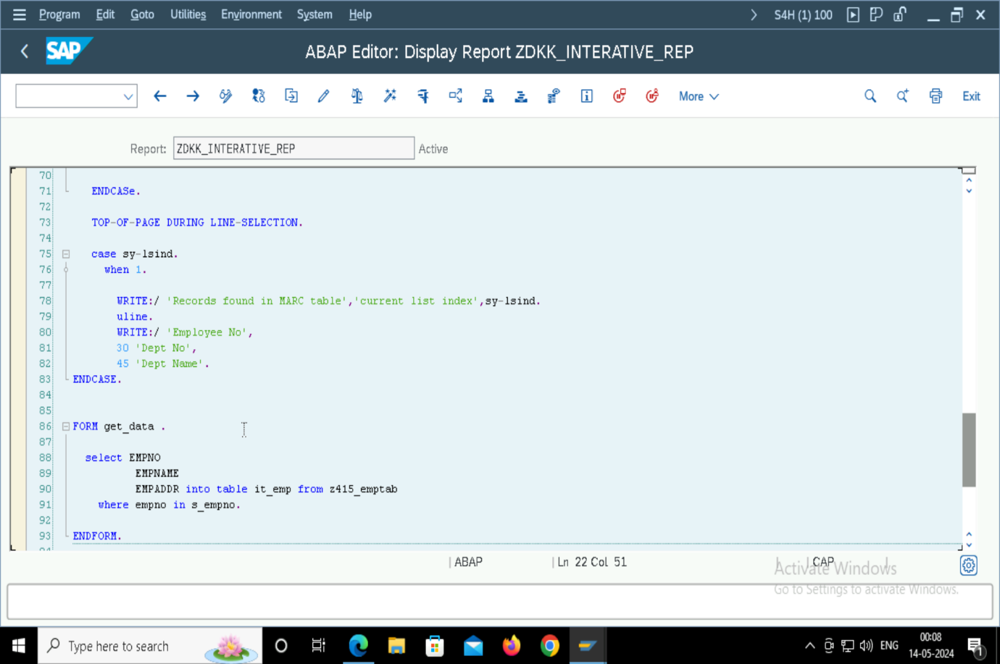 Program Edit Goto Utilities Environment System Help S4H (1) 100
SAP ABAP Editor: Display Report ZDKK_INTERATIVE_REP
More Exit
Report: ZDKK_INTERATIVE_REP Active
70
71 ENDCASe.
72
73 TOP-OF-PAGE DURING LINE-SELECTION.
74
75 case sy-lsind.
76 when 1.
77
78 WRITE:/ 'Records found in MARC table','current list index',sy-lsind.
79 uline.
80 WRITE:/ 'Employee No',
81 30 'Dept No',
82 45 'Dept Name'.
83 ENDCASE.
84
85
86 FORM get_data .
87
88 select EMPNO
89 EMPNAME
90 EMPADDR into table it_emp from z415_emptab
91 where empno in s_empno.
92
93 ENDFORM.
ABAP Ln 22 Col 51 CAP
Activate Windows
Go to Settings to activate Windows.
Type here to search ENG 00:08
14-05-2024 1